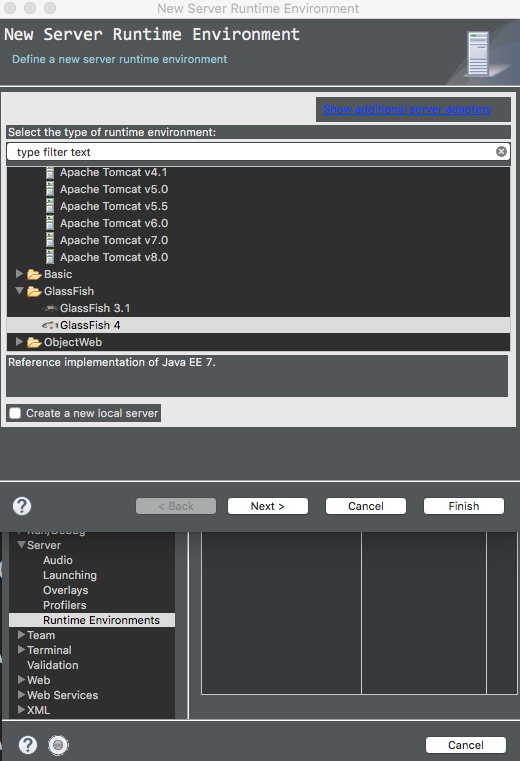 New Server Runtime Environment
New Server Runtime Environment
Define a new server runtime environment
Show additional server adapters
Select the type of runtime environment:
type filter text
Apache Tomcat v4.1
Apache Tomcat v5.0
Apache Tomcat v5.5
Apache Tomcat v6.0
Apache Tomcat v7.0
Apache Tomcat v8.0
Basic
GlassFish
GlassFish 3.1
GlassFish 4
ObjectWeb
Reference implementation of Java EE 7.
Create a new local server
? < Back Next > Cancel Finish
Run/Debug
Server
Audio
Launching
Overlays
Profilers
Runtime Environments
Team
Terminal
Validation
Web
Web Services
XML
? Cancel